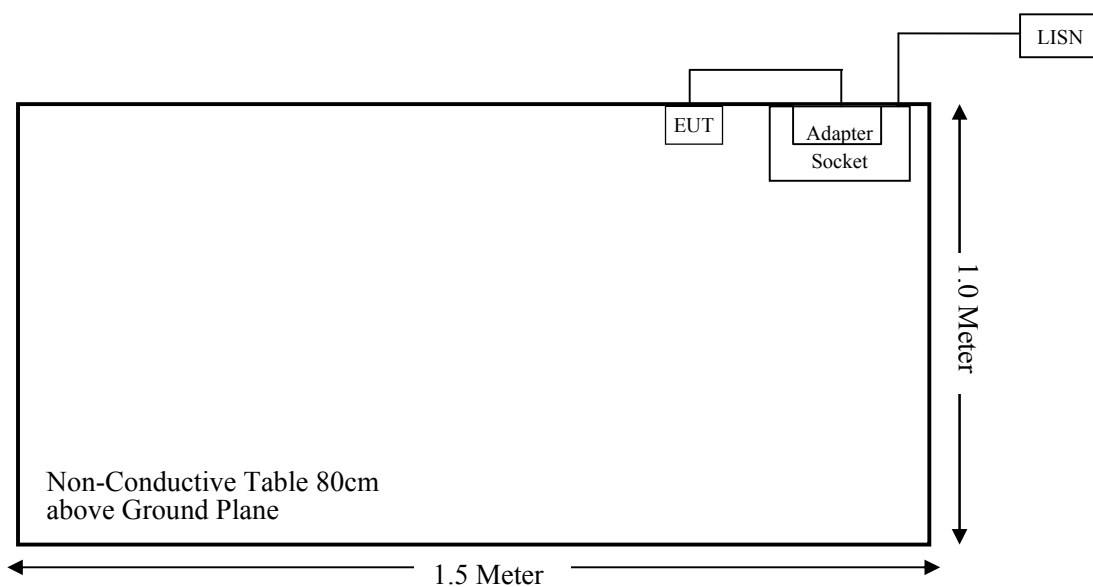 LISN
EUT
Adapter
Socket
1.0 Meter
Non-Conductive Table 80cm
above Ground Plane
1.5 Meter